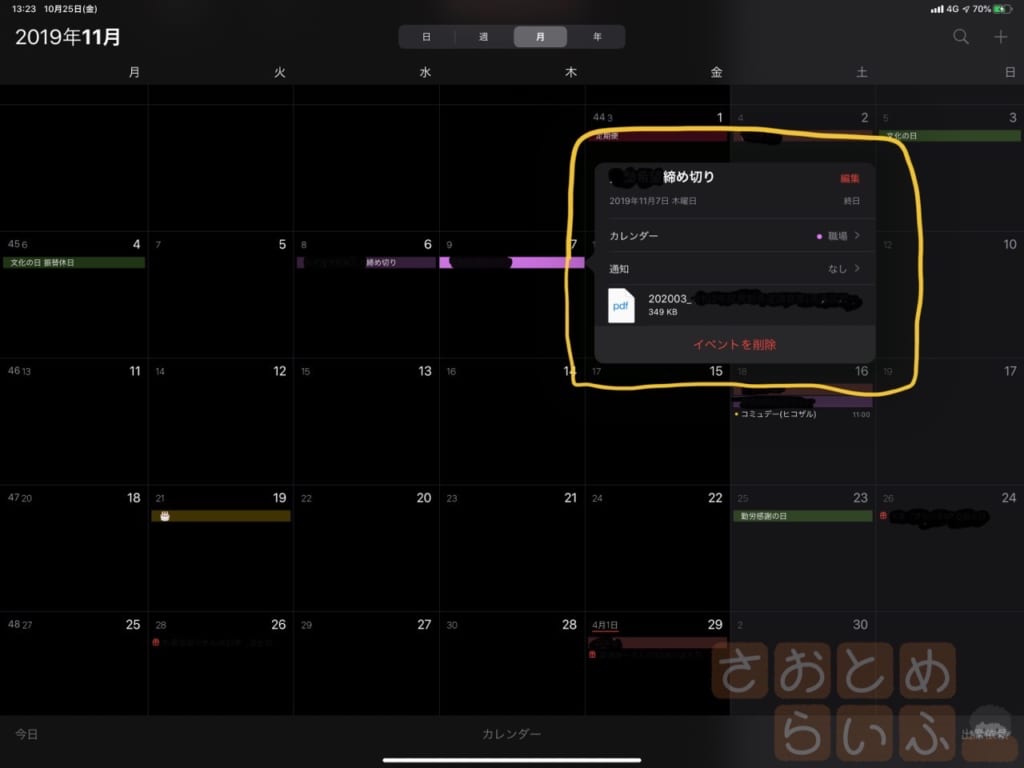 13:23 10月25日(金)
4G 70%
2019年11月
日 週 月 年
月 火 水 木 金 土 日
44 3 1 4 2 5 3
定期便
文化の日
締め切り 編集
2019年11月7日 木曜日 終日
カレンダー 職場
通知 なし
pdf 202003_
349 KB
イベントを削除
45 6 4 7 5 8 6 9 7 12 10
文化の日 振替休日 締め切り
46 13 11 14 12 15 13 16 14 17 15 18 16 19 17
コミュデー(ヒコザル) 11:00
47 20 18 21 19 22 20 23 21 24 22 25 23 26 24
勤労感謝の日
48 27 25 28 26 29 27 30 28 4月1日 29 2 30
今日 カレンダー
さおとめ
らいふ